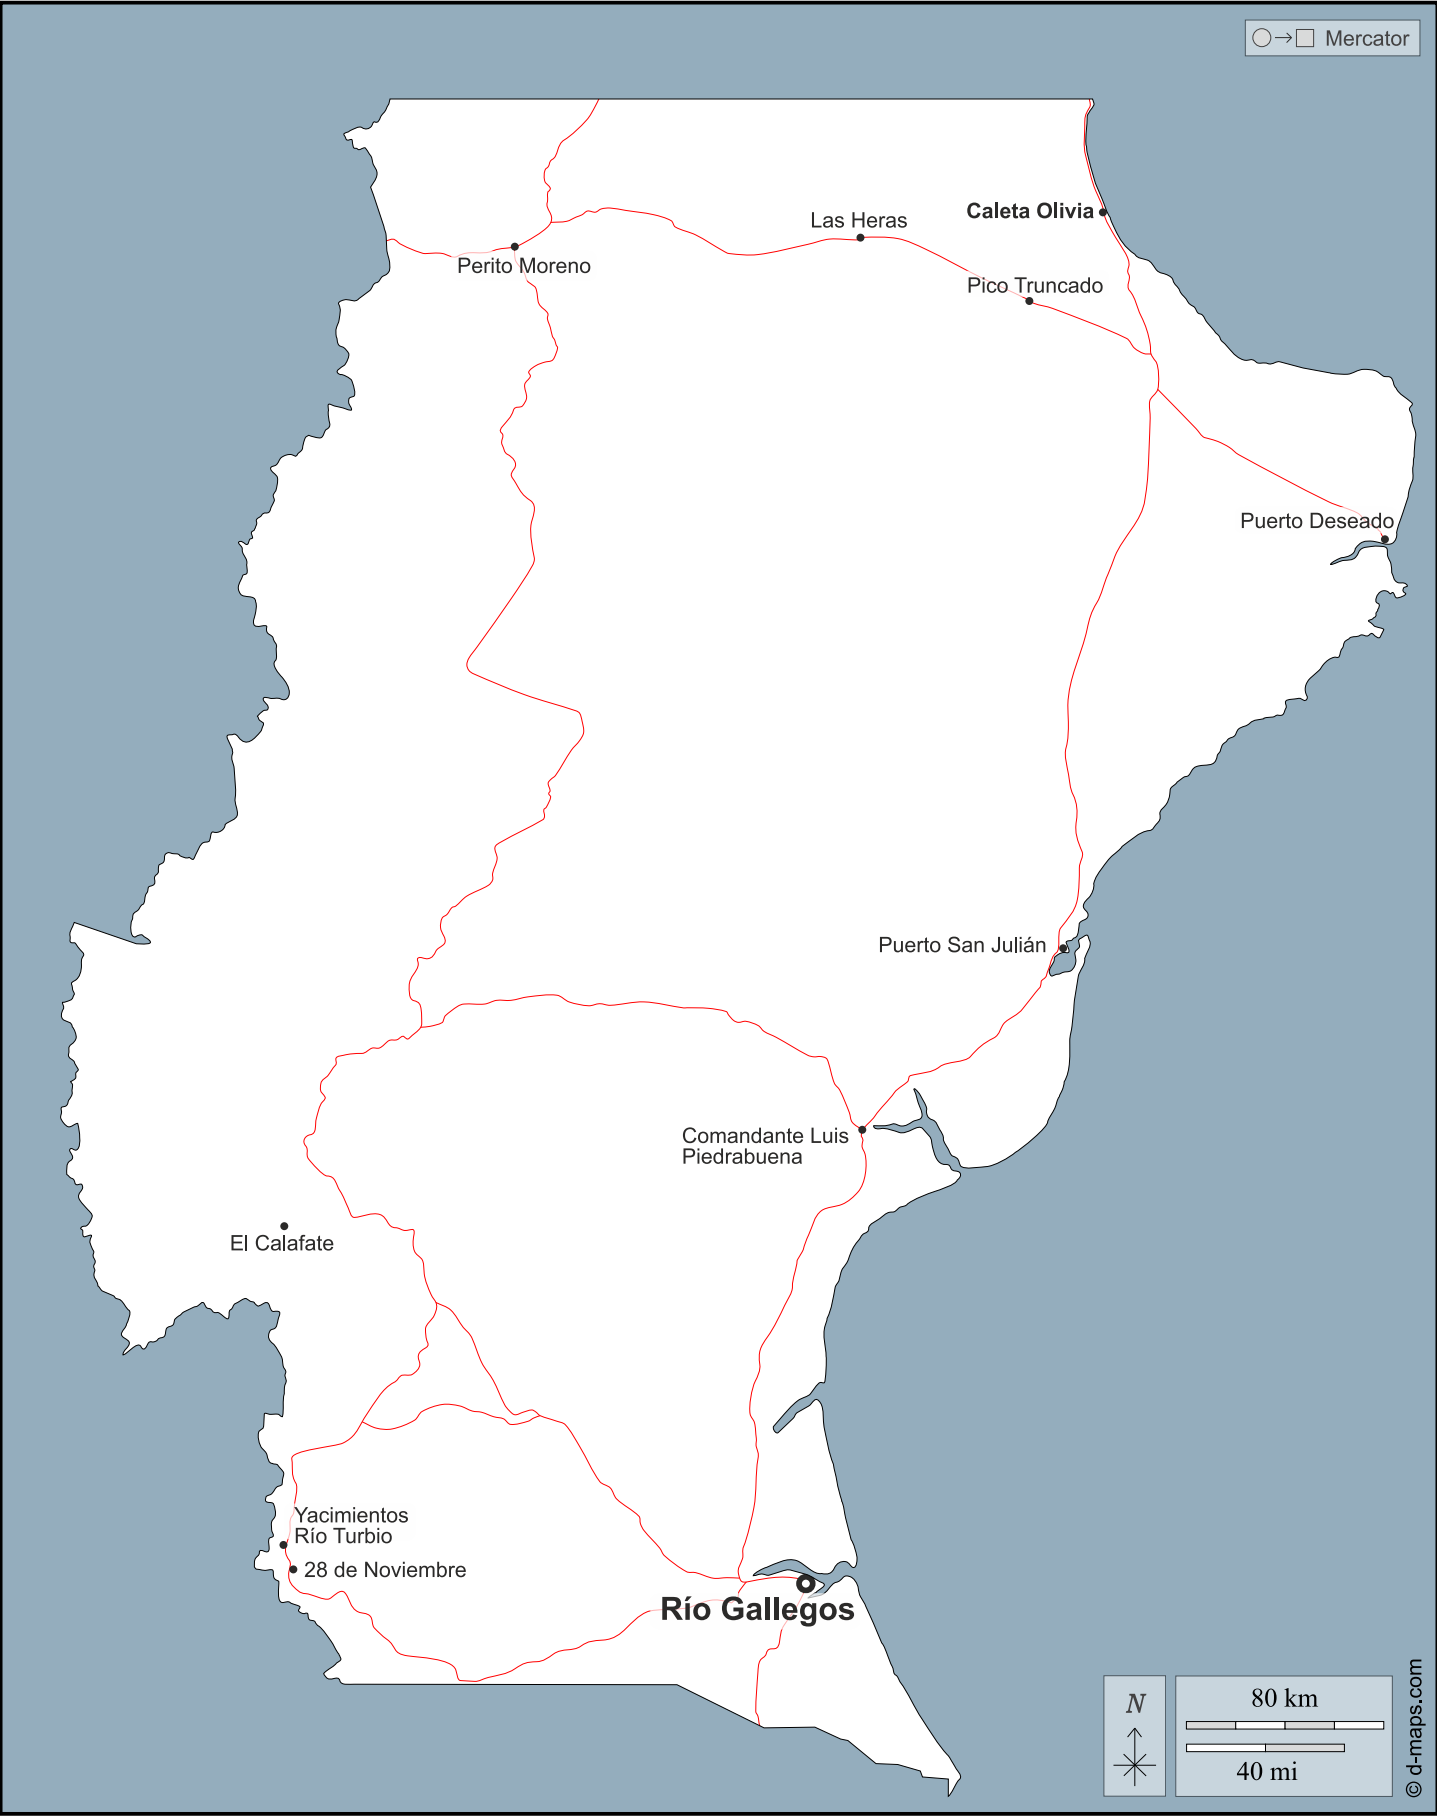 Mercator
Las Heras
Caleta Olivia
Perito Moreno
Pico Truncado
Puerto Deseado
Puerto San Julián
Comandante Luis
Piedrabuena
El Calafate
Yacimientos
Río Turbio
28 de Noviembre
Río Gallegos
N
80 km
40 mi
© d-maps.com